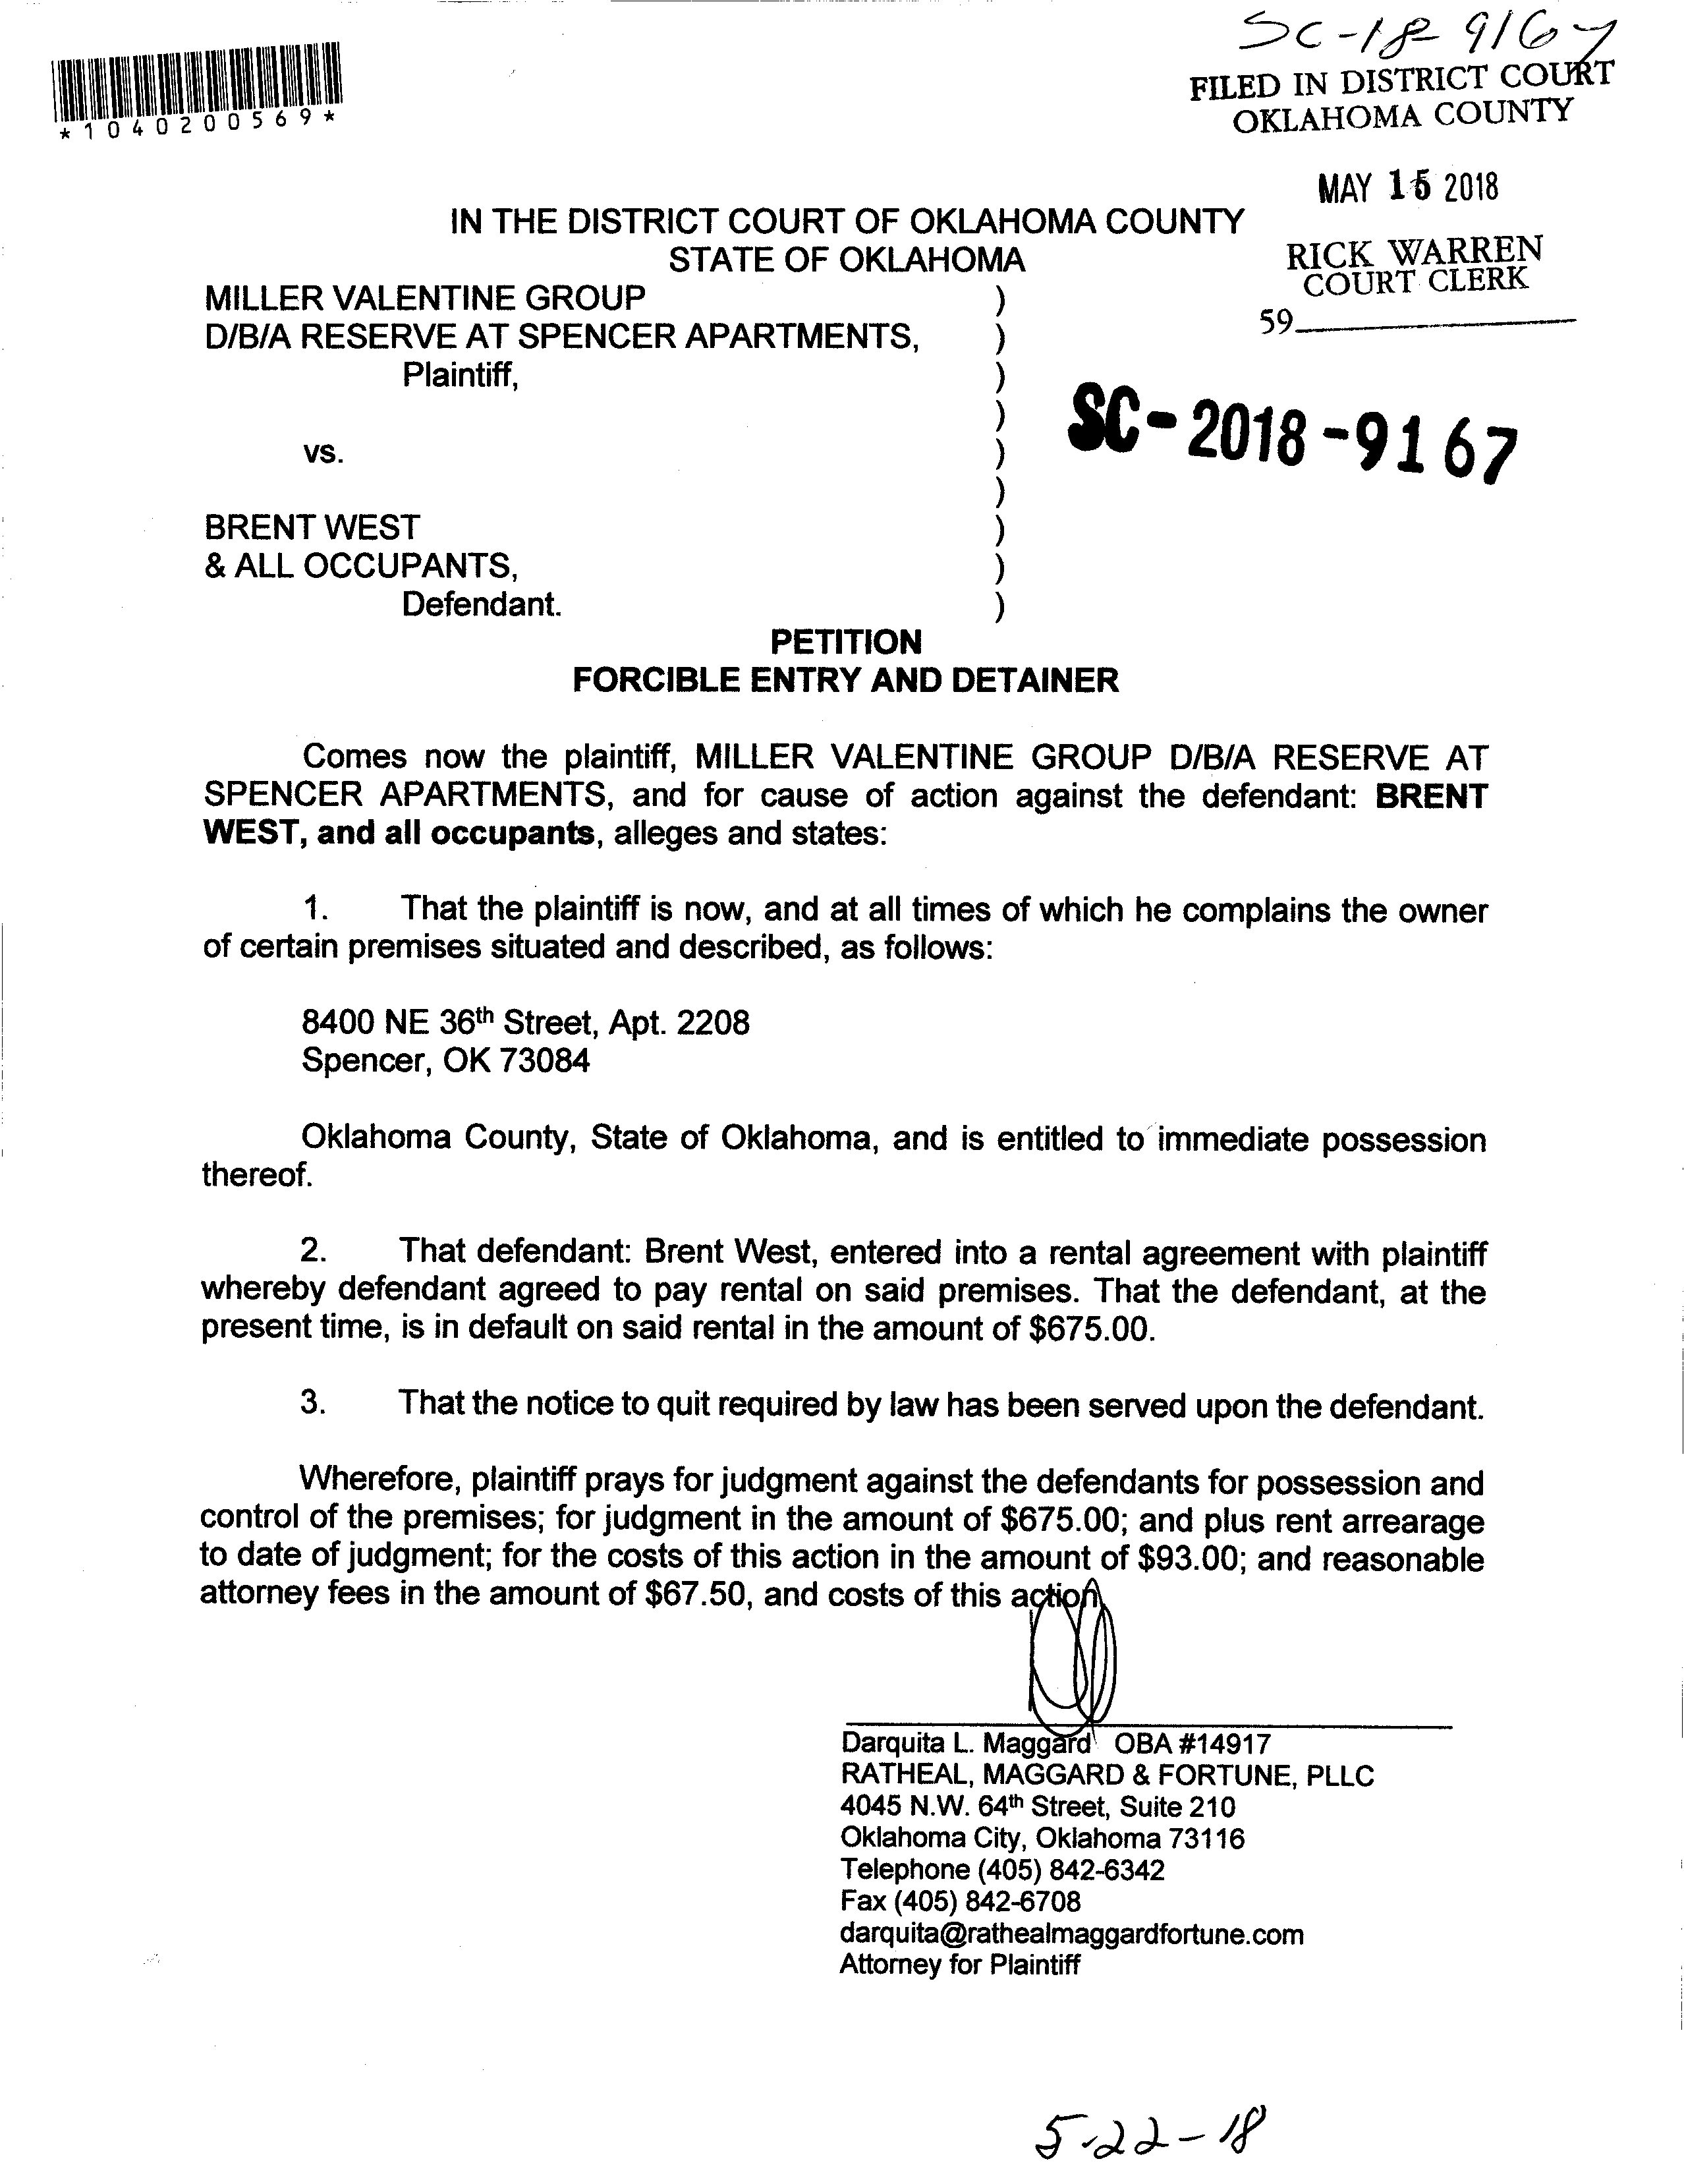 SC-18-9167
FILED IN DISTRICT COURT
OKLAHOMA COUNTY
*1040200569*
MAY 15 2018
RICK WARREN
COURT CLERK
59
IN THE DISTRICT COURT OF OKLAHOMA COUNTY
STATE OF OKLAHOMA
MILLER VALENTINE GROUP )
D/B/A RESERVE AT SPENCER APARTMENTS, )
Plaintiff, )
)
vs. )
)
BRENT WEST )
& ALL OCCUPANTS, )
Defendant. )
SC-2018-9167
PETITION
FORCIBLE ENTRY AND DETAINER
Comes now the plaintiff, MILLER VALENTINE GROUP D/B/A RESERVE AT
SPENCER APARTMENTS, and for cause of action against the defendant: BRENT
WEST, and all occupants, alleges and states:
1. That the plaintiff is now, and at all times of which he complains the owner
of certain premises situated and described, as follows:
8400 NE 36th Street, Apt. 2208
Spencer, OK 73084
Oklahoma County, State of Oklahoma, and is entitled to immediate possession
thereof.
2. That defendant: Brent West, entered into a rental agreement with plaintiff
whereby defendant agreed to pay rental on said premises. That the defendant, at the
present time, is in default on said rental in the amount of $675.00.
3. That the notice to quit required by law has been served upon the defendant.
Wherefore, plaintiff prays for judgment against the defendants for possession and
control of the premises; for judgment in the amount of $675.00; and plus rent arrearage
to date of judgment; for the costs of this action in the amount of $93.00; and reasonable
attorney fees in the amount of $67.50, and costs of this action.
Darquita L. Maggard OBA #14917
RATHEAL, MAGGARD & FORTUNE, PLLC
4045 N.W. 64th Street, Suite 210
Oklahoma City, Oklahoma 73116
Telephone (405) 842-6342
Fax (405) 842-6708
darquita@rathealmaggardfortune.com
Attorney for Plaintiff
5-22-18